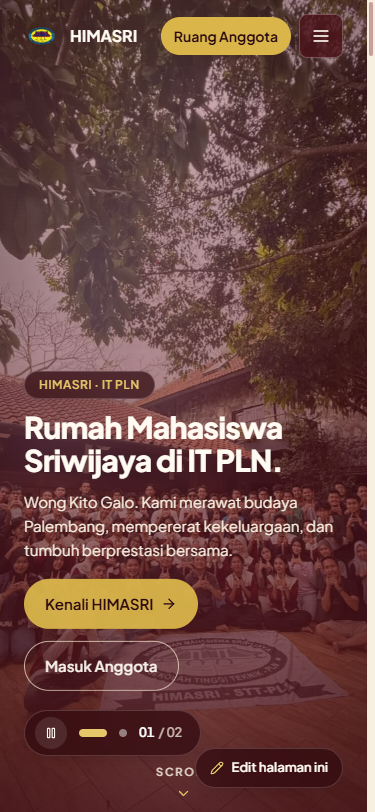 HIMASRI
Ruang Anggota
HIMASRI · IT PLN
Rumah Mahasiswa
Sriwijaya di IT PLN.
Wong Kito Galo. Kami merawat budaya
Palembang, mempererat kekeluargaan, dan
tumbuh berprestasi bersama.
Kenali HIMASRI
Masuk Anggota
HIMASRI - STT-PLN
01 / 02
SCRO
Edit halaman ini